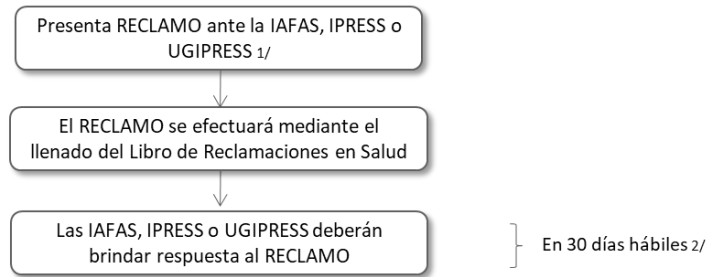 Presenta RECLAMO ante la IAFAS, IPRESS o
UGIPRESS 1/
El RECLAMO se efectuará mediante el
llenado del Libro de Reclamaciones en Salud
Las IAFAS, IPRESS o UGIPRESS deberán
brindar respuesta al RECLAMO
En 30 días hábiles 2/